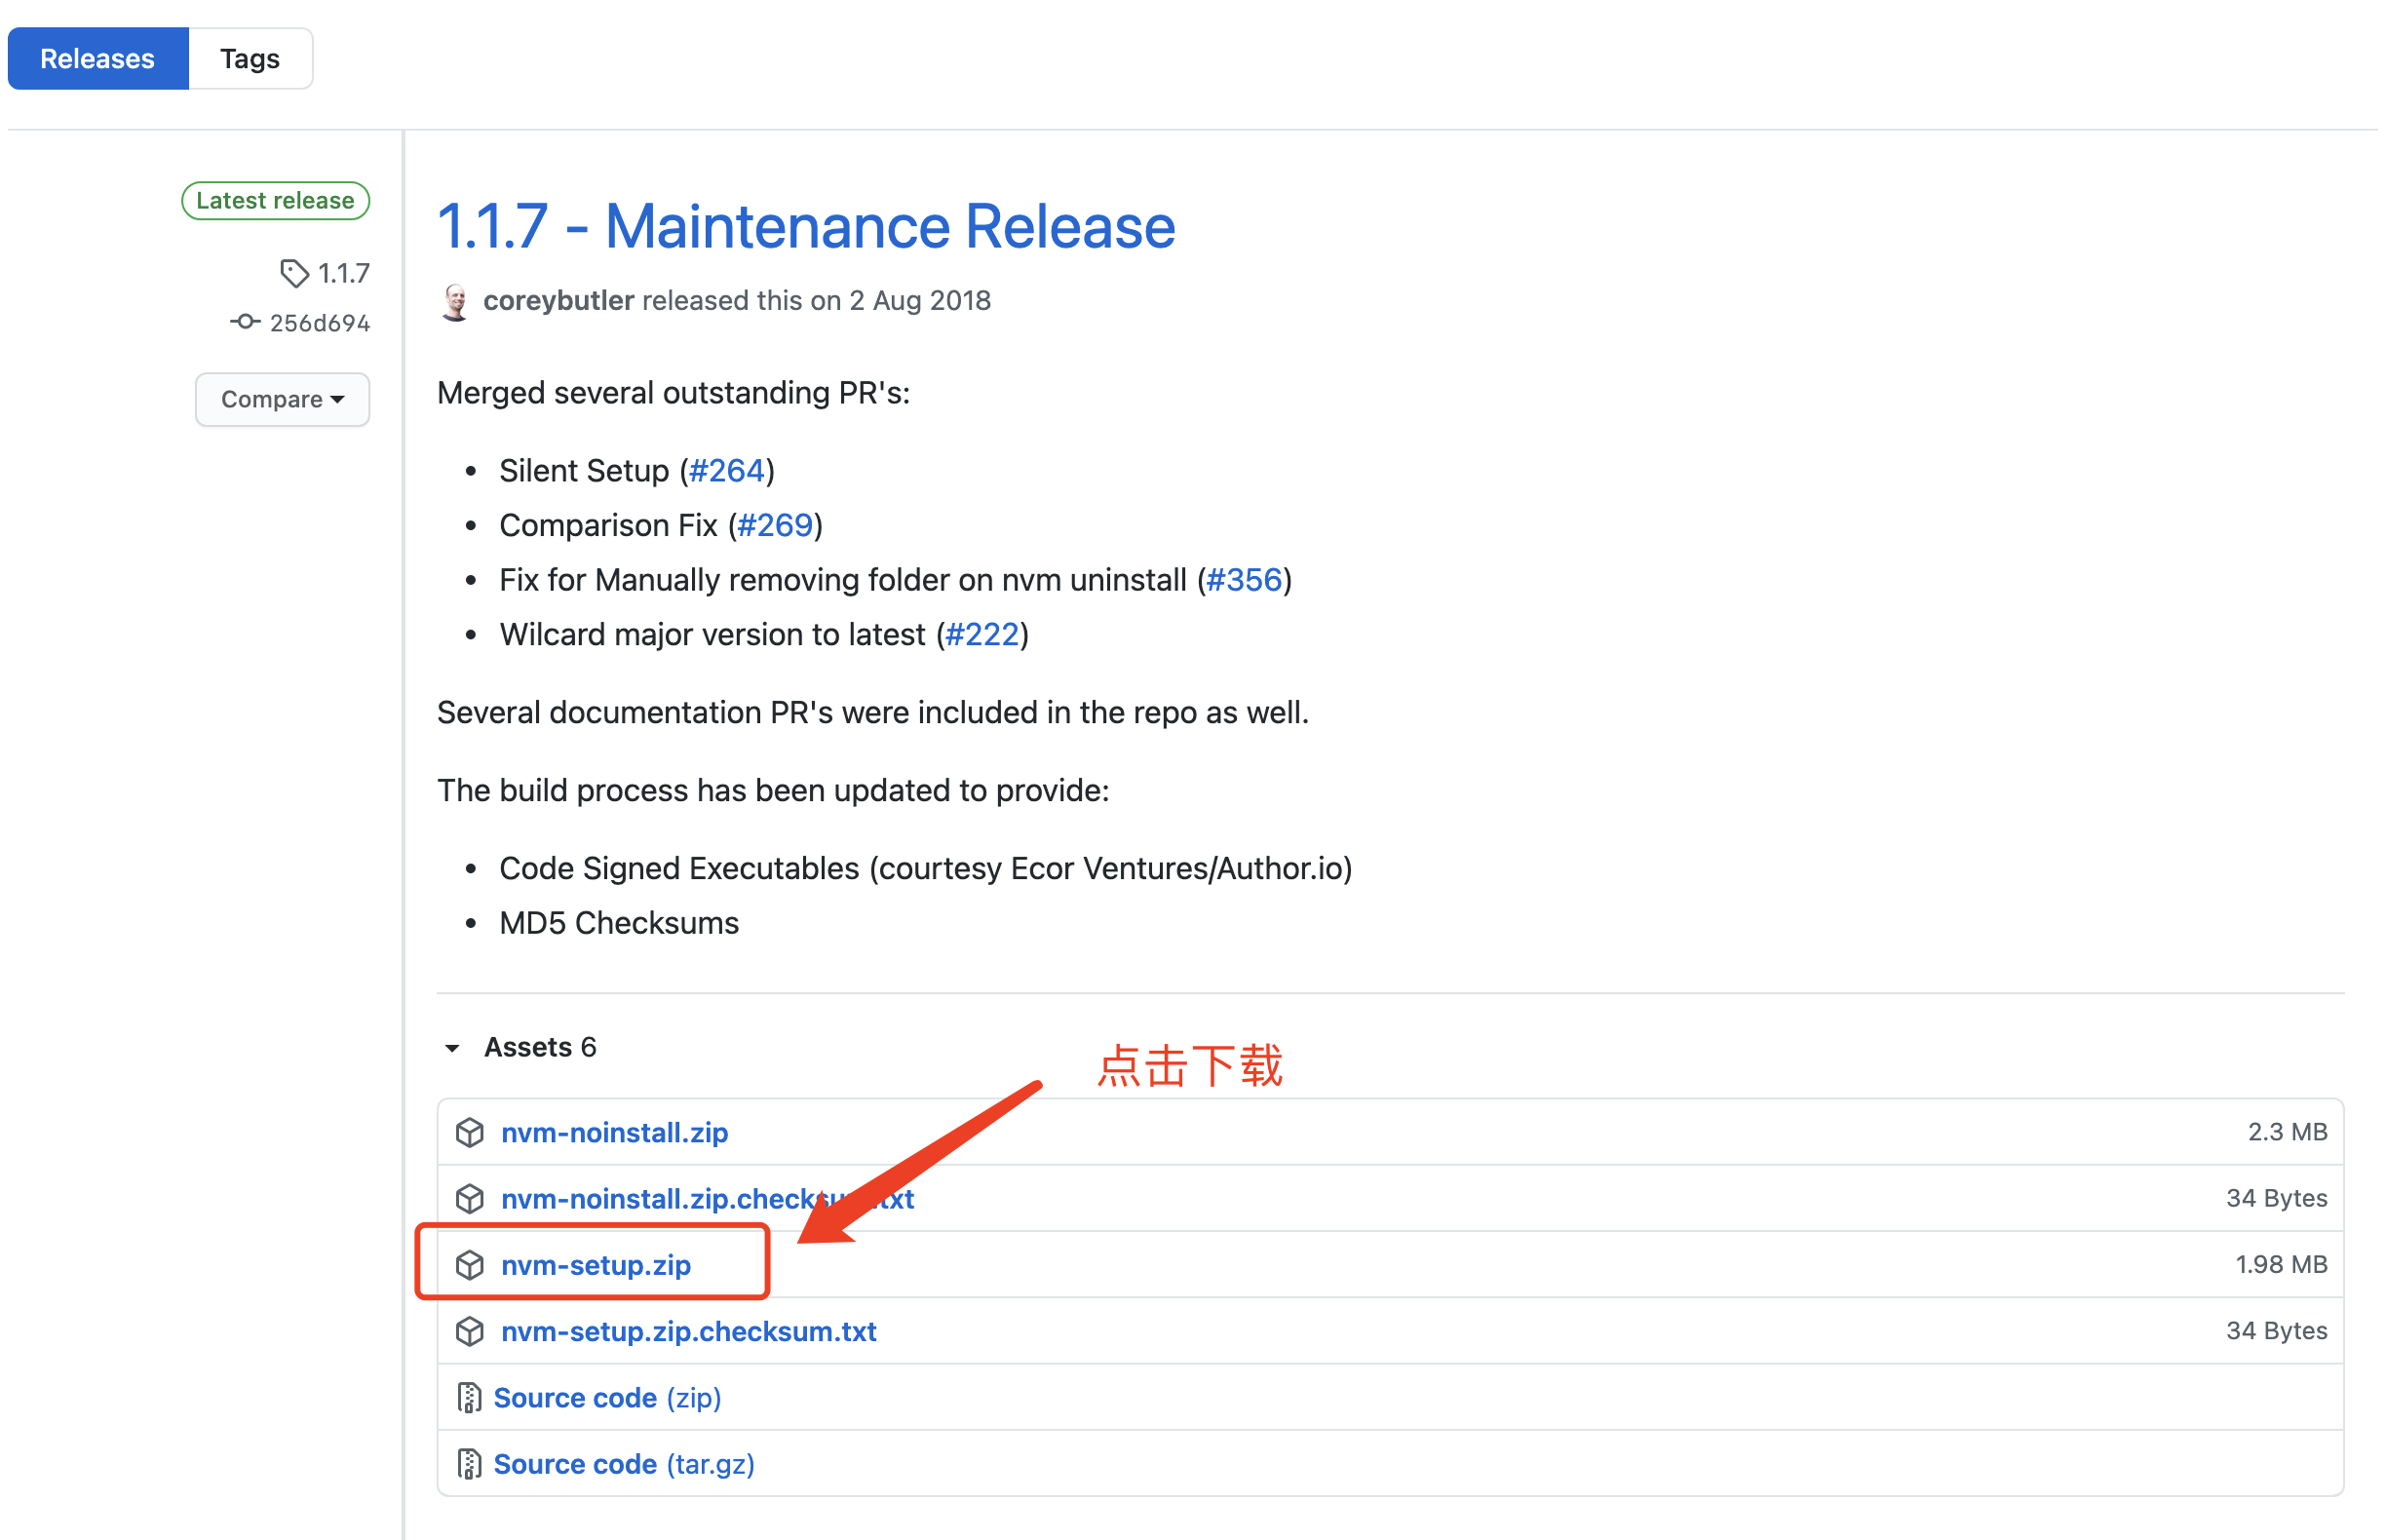 Releases
Tags
Latest release
1.1.7
256d694
Compare
1.1.7 - Maintenance Release
coreybutler released this on 2 Aug 2018
Merged several outstanding PR's:
• Silent Setup (#264)
• Comparison Fix (#269)
• Fix for Manually removing folder on nvm uninstall (#356)
• Wilcard major version to latest (#222)
Several documentation PR's were included in the repo as well.
The build process has been updated to provide:
• Code Signed Executables (courtesy Ecor Ventures/Author.io)
• MD5 Checksums
Assets 6
点击下载
nvm-noinstall.zip 2.3 MB
nvm-noinstall.zip.checksum.txt 34 Bytes
nvm-setup.zip 1.98 MB
nvm-setup.zip.checksum.txt 34 Bytes
Source code (zip)
Source code (tar.gz)